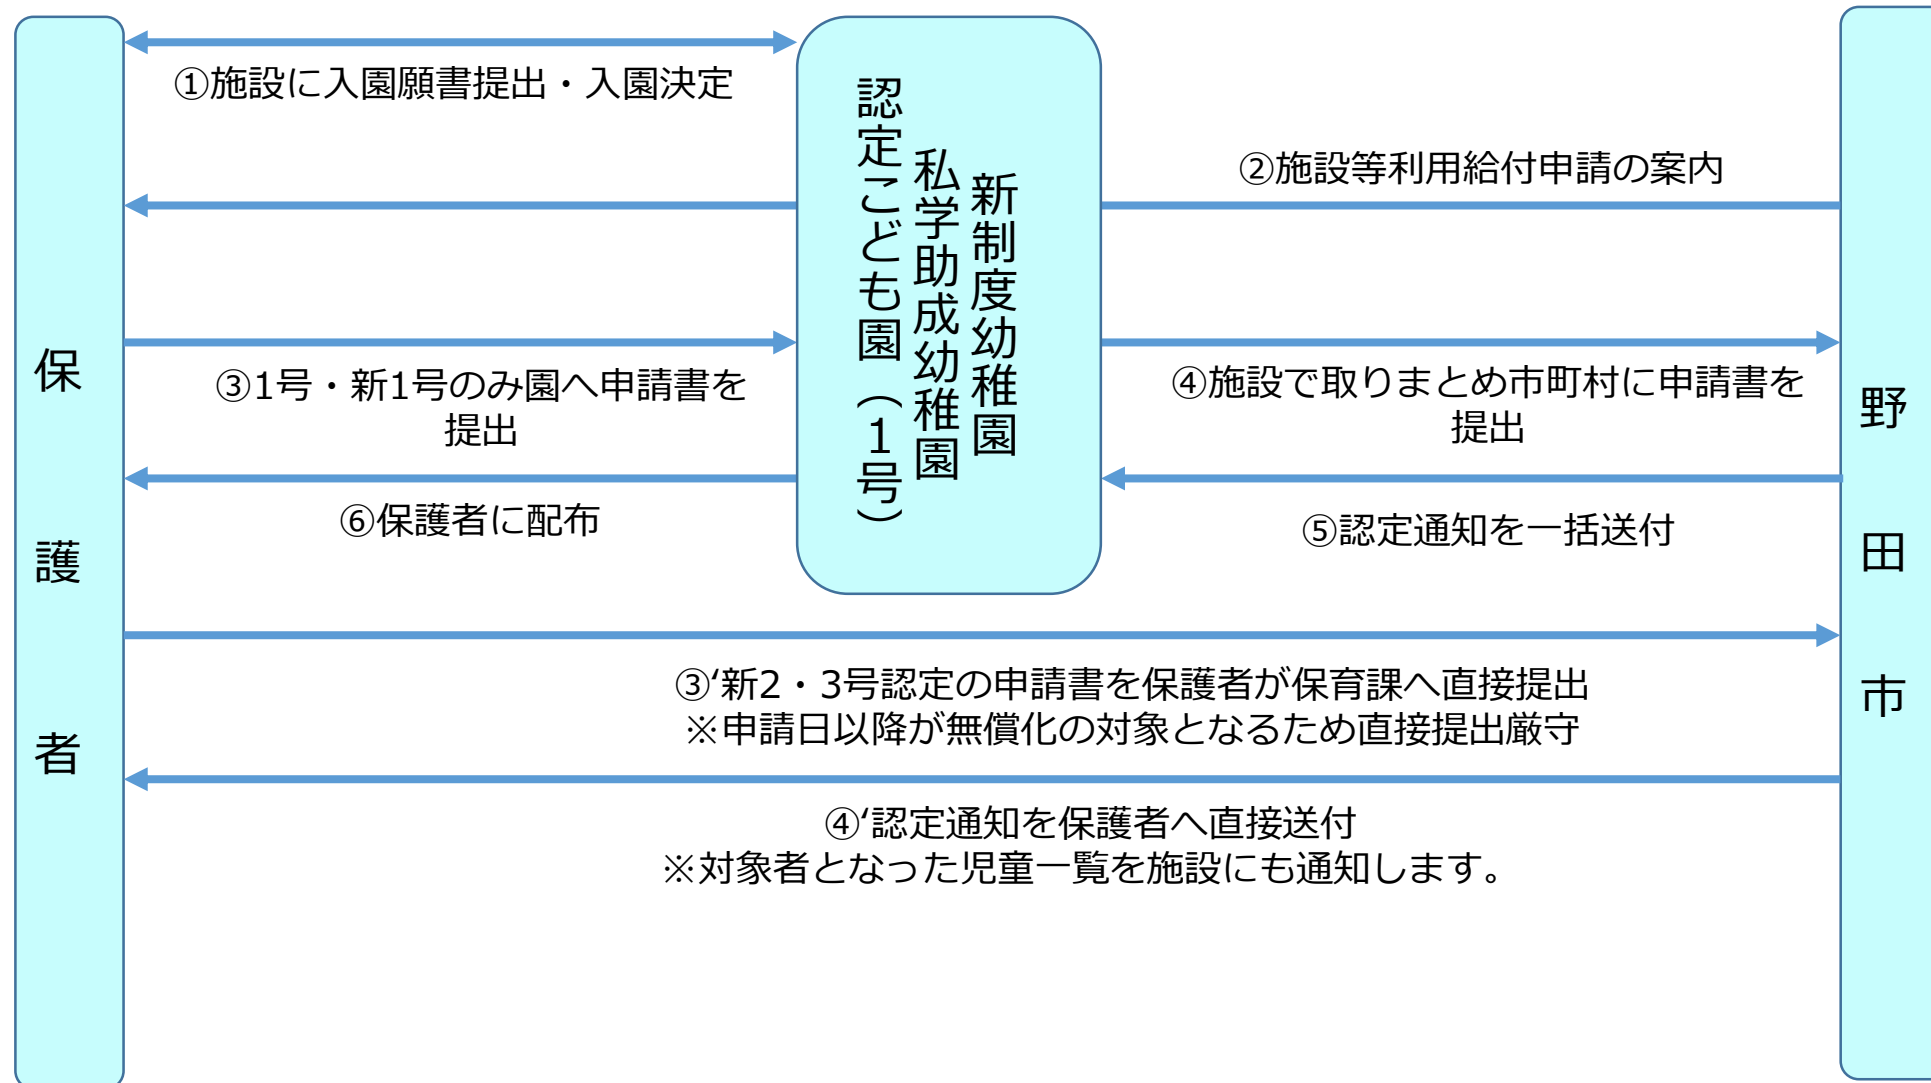 ①施設に入園願書提出・入園決定
②施設等利用給付申請の案内
新制度幼稚園
私学助成幼稚園
認定こども園（１号）
保護者
野田市
③1号・新1号のみ園へ申請書を
提出
④施設で取りまとめ市町村に申請書を
提出
⑥保護者に配布
⑤認定通知を一括送付
③‘新2・3号認定の申請書を保護者が保育課へ直接提出
※申請日以降が無償化の対象となるため直接提出厳守
④‘認定通知を保護者へ直接送付
※対象者となった児童一覧を施設にも通知します。